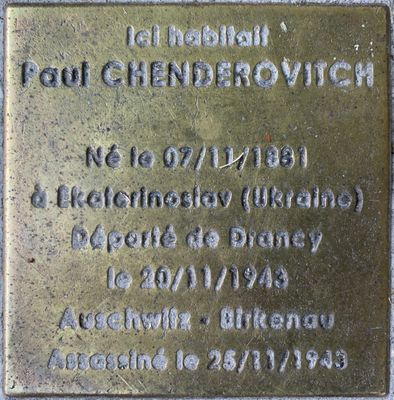 Ici habitait
Paul CHENDEROVITCH
Né le 07/11/1881
à Ekaterinoslav (Ukraine)
Déporté de Drancy
le 20/11/1943
Auschwitz - Birkenau
Assassiné le 25/11/1943